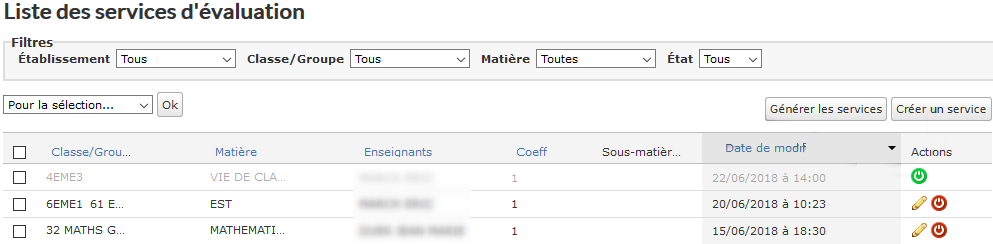 Liste des services d'évaluation
Filtres
Établissement Tous Classe/Groupe Tous Matière Toutes État Tous
Pour la sélection... Ok Générer les services Créer un service
Classe/Grou... Matière Enseignants Coeff Sous-matièr... Date de modif Actions
4EME3 VIE DE CLA... 1 22/06/2018 à 14:00
6EME1 61 E... EST 1 20/06/2018 à 10:23
32 MATHS G... MATHEMATI... 1 15/06/2018 à 18:30